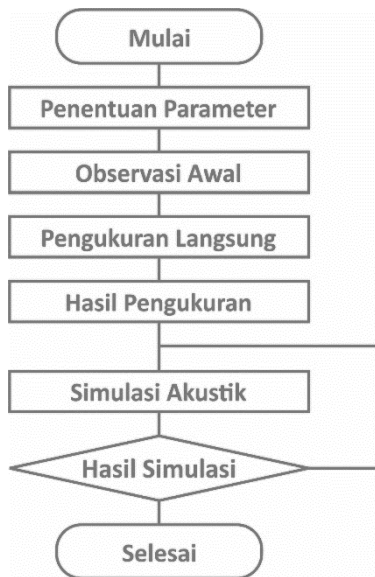 Mulai
Penentuan Parameter
Observasi Awal
Pengukuran Langsung
Hasil Pengukuran
Simulasi Akustik
Hasil Simulasi
Selesai